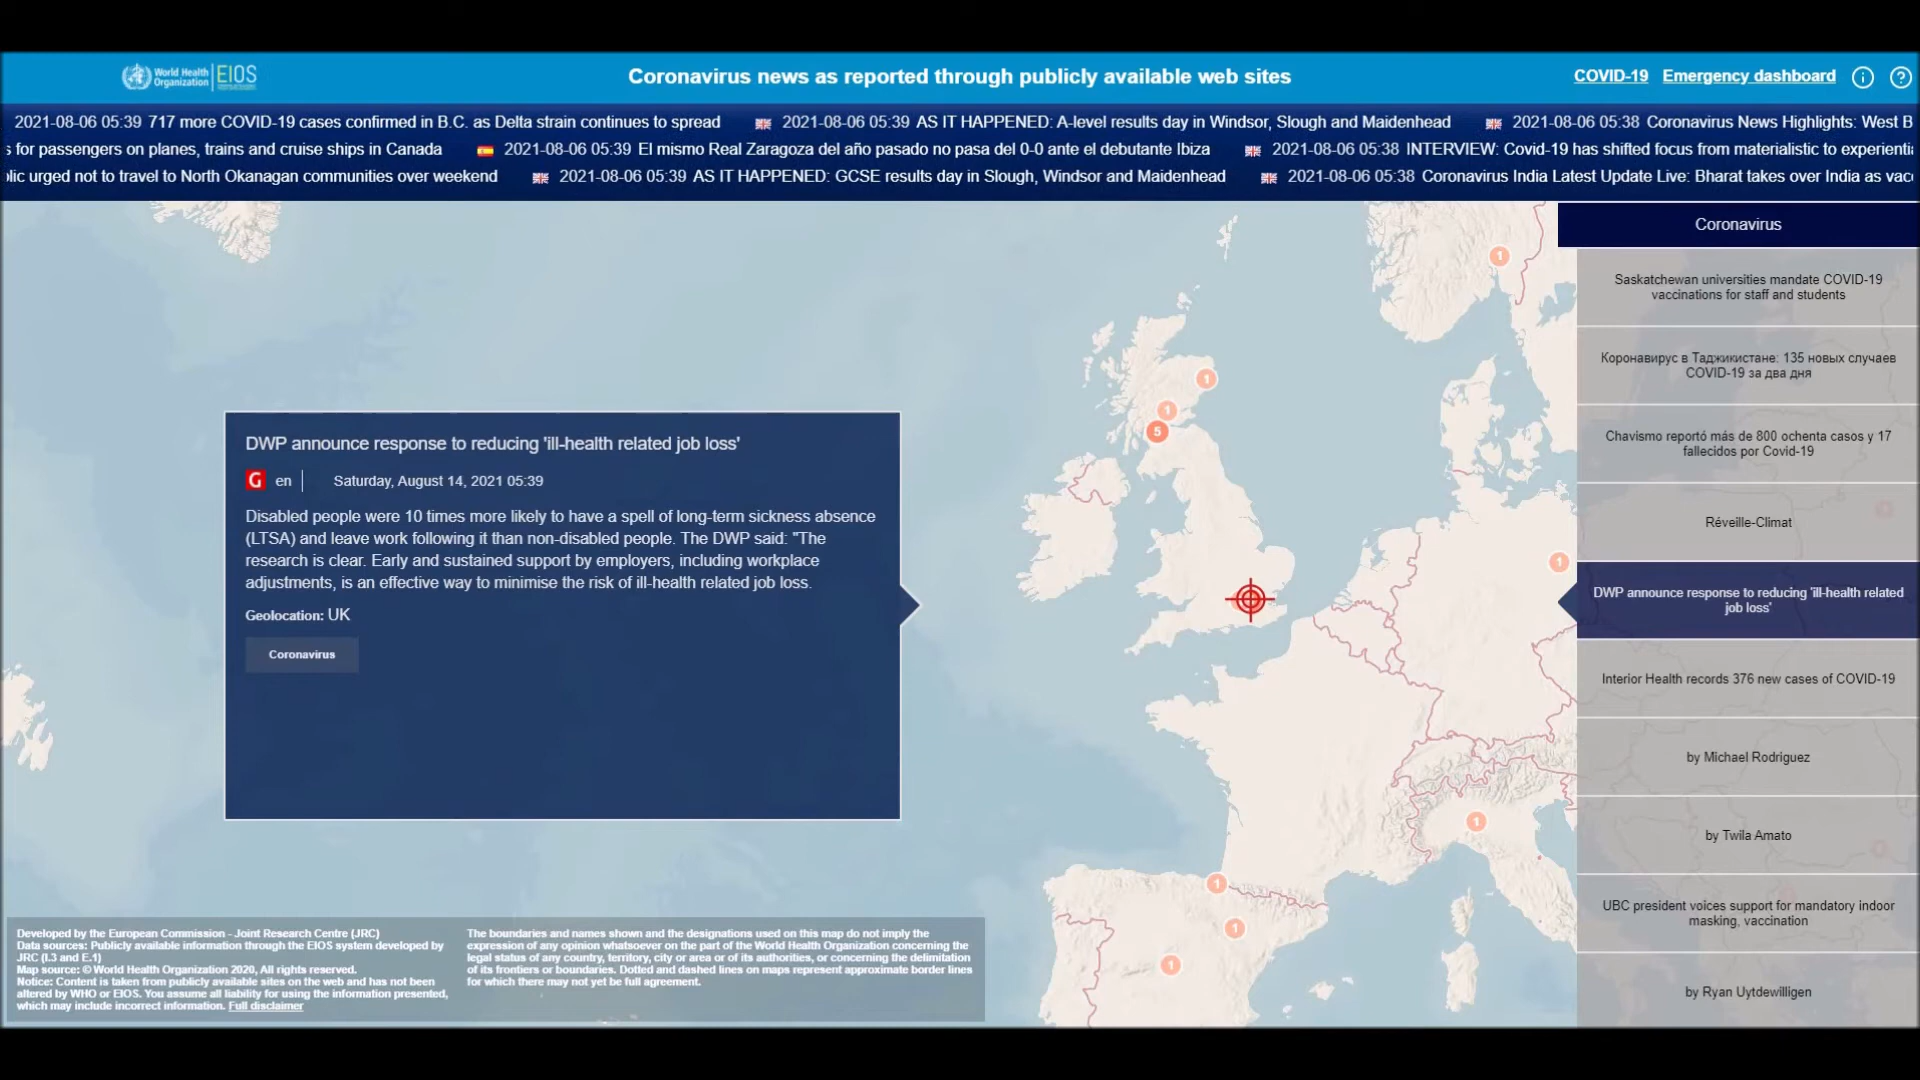 World Health Organization
EIOS
Coronavirus news as reported through publicly available web sites
COVID-19
Emergency dashboard
2021-08-06 05:39 717 more COVID-19 cases confirmed in B.C. as Delta strain continues to spread
2021-08-06 05:39 AS IT HAPPENED: A-level results day in Windsor, Slough and Maidenhead
2021-08-06 05:38 Coronavirus News Highlights: West B
s for passengers on planes, trains and cruise ships in Canada
2021-08-06 05:39 El mismo Real Zaragoza del año pasado no pasa del 0-0 ante el debutante Ibiza
2021-08-06 05:38 INTERVIEW: Covid-19 has shifted focus from materialistic to experienti
lic urged not to travel to North Okanagan communities over weekend
2021-08-06 05:39 AS IT HAPPENED: GCSE results day in Slough, Windsor and Maidenhead
2021-08-06 05:38 Coronavirus India Latest Update Live: Bharat takes over India as vac
DWP announce response to reducing 'ill-health related job loss'
G en
Saturday, August 14, 2021 05:39
Disabled people were 10 times more likely to have a spell of long-term sickness absence
(LTSA) and leave work following it than non-disabled people. The DWP said: "The
research is clear. Early and sustained support by employers, including workplace
adjustments, is an effective way to minimise the risk of ill-health related job loss.
Geolocation: UK
Coronavirus
1
1
1
5
1
1
1
1
1
Coronavirus
Saskatchewan universities mandate COVID-19
vaccinations for staff and students
Коронавирус в Таджикистане: 135 новых случаев
COVID-19 за два дня
Chavismo reportó más de 800 ochenta casos y 17
fallecidos por Covid-19
Réveille-Climat
DWP announce response to reducing 'ill-health related
job loss'
Interior Health records 376 new cases of COVID-19
by Michael Rodriguez
by Twila Amato
UBC president voices support for mandatory indoor
masking, vaccination
by Ryan Uytdewilligen
Developed by the European Commission - Joint Research Centre (JRC)
Data sources: Publicly available information through the EIOS system developed by
JRC (I.3 and E.1)
Map source: © World Health Organization 2020, All rights reserved.
Notice: Content is taken from publicly available sites on the web and has not been
altered by WHO or EIOS. You assume all liability for using the information presented,
which may include incorrect information. Full disclaimer
The boundaries and names shown and the designations used on this map do not imply the
expression of any opinion whatsoever on the part of the World Health Organization concerning the
legal status of any country, territory, city or area or of its authorities, or concerning the delimitation
of its frontiers or boundaries. Dotted and dashed lines on maps represent approximate border lines
for which there may not yet be full agreement.